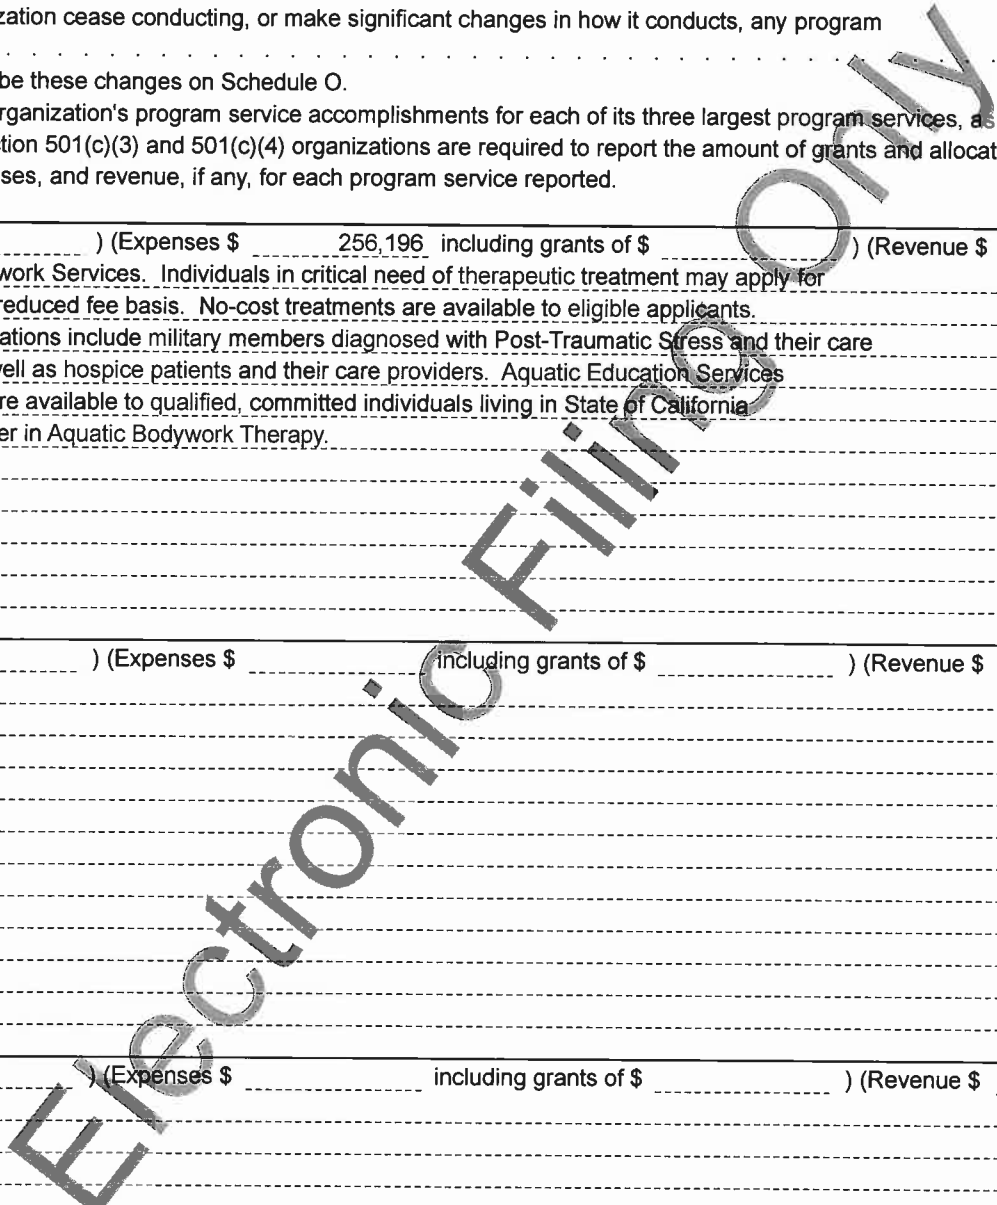 zation cease conducting, or make significant changes in how it conducts, any program
be these changes on Schedule O.
rganization's program service accomplishments for each of its three largest program services, as
tion 501(c)(3) and 501(c)(4) organizations are required to report the amount of grants and allocat
ses, and revenue, if any, for each program service reported.
) (Expenses $ 256,196 including grants of $ ) (Revenue $
work Services. Individuals in critical need of therapeutic treatment may apply for
reduced fee basis. No-cost treatments are available to eligible applicants.
ations include military members diagnosed with Post-Traumatic Stress and their care
vell as hospice patients and their care providers. Aquatic Education Services
re available to qualified, committed individuals living in State of California
er in Aquatic Bodywork Therapy.
) (Expenses $ including grants of $ ) (Revenue $
) (Expenses $ including grants of $ ) (Revenue $
Electronic Filing Only